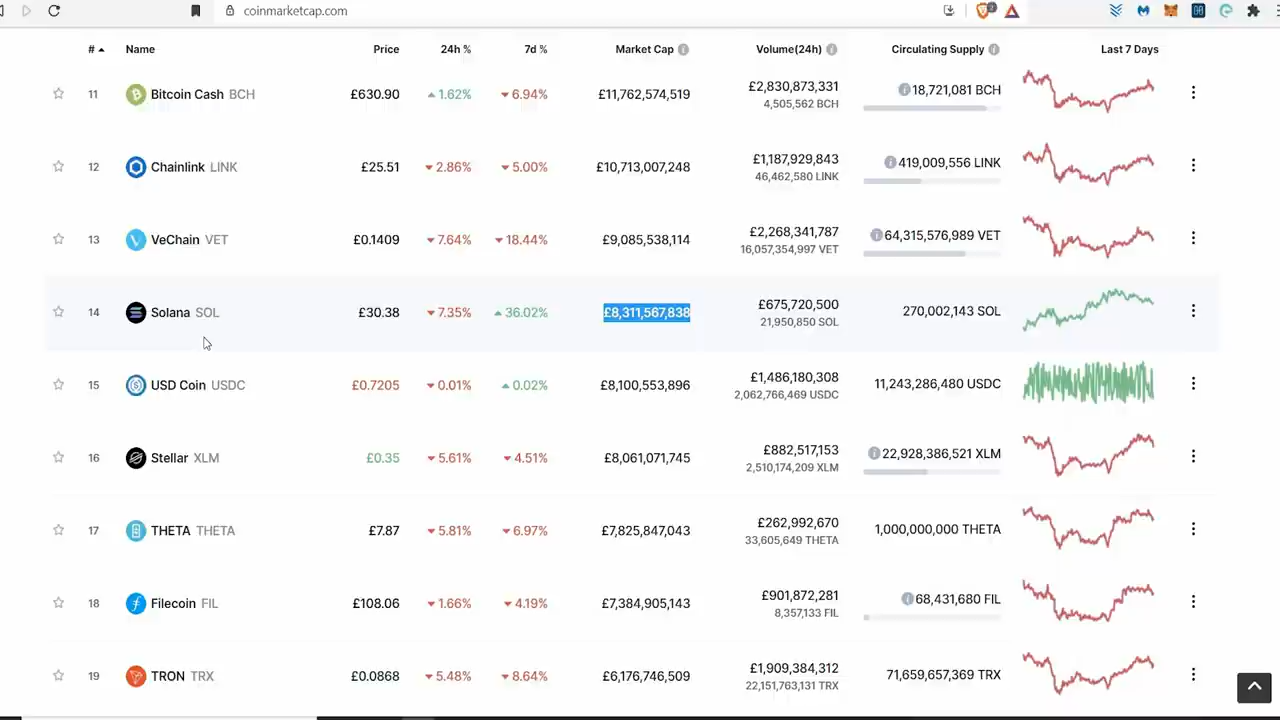 coinmarketcap.com
# Name Price 24h % 7d % Market Cap Volume(24h) Circulating Supply Last 7 Days
11 Bitcoin Cash BCH £630.90 1.62% 6.94% £11,762,574,519 £2,830,873,331 18,721,081 BCH
4,505,562 BCH
12 Chainlink LINK £25.51 2.86% 5.00% £10,713,007,248 £1,187,929,843 419,009,556 LINK
46,462,580 LINK
13 VeChain VET £0.1409 7.64% 18.44% £9,085,538,114 £2,268,341,787 64,315,576,989 VET
16,057,354,997 VET
14 Solana SOL £30.38 7.35% 36.02% £8,311,567,838 £675,720,500 270,002,143 SOL
21,950,850 SOL
15 USD Coin USDC £0.7205 0.01% 0.02% £8,100,553,896 £1,486,180,308 11,243,286,480 USDC
2,062,766,469 USDC
16 Stellar XLM £0.35 5.61% 4.51% £8,061,071,745 £882,517,153 22,928,386,521 XLM
2,510,174,209 XLM
17 THETA THETA £7.87 5.81% 6.97% £7,825,847,043 £262,992,670 1,000,000,000 THETA
33,605,649 THETA
18 Filecoin FIL £108.06 1.66% 4.19% £7,384,905,143 £901,872,281 68,431,680 FIL
8,357,133 FIL
19 TRON TRX £0.0868 5.48% 8.64% £6,176,746,509 £1,909,384,312 71,659,657,369 TRX
22,151,763,131 TRX